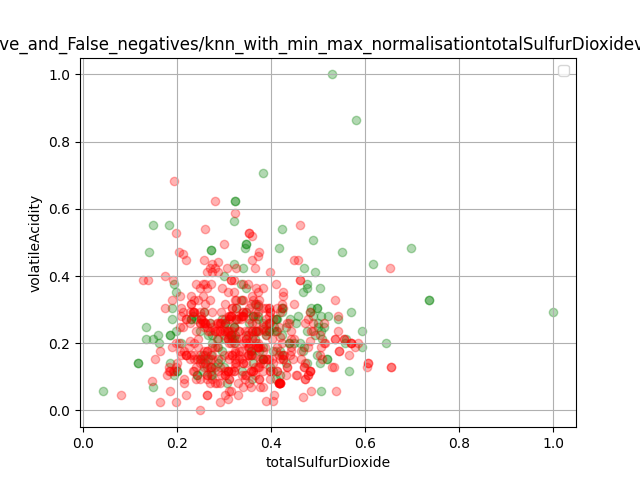 ve_and_False_negatives/knn_with_min_max_normalisationtotalSulfurDioxidev
1.0
0.8
0.6
0.4
0.2
0.0
volatileAcidity
0.0 0.2 0.4 0.6 0.8 1.0
totalSulfurDioxide